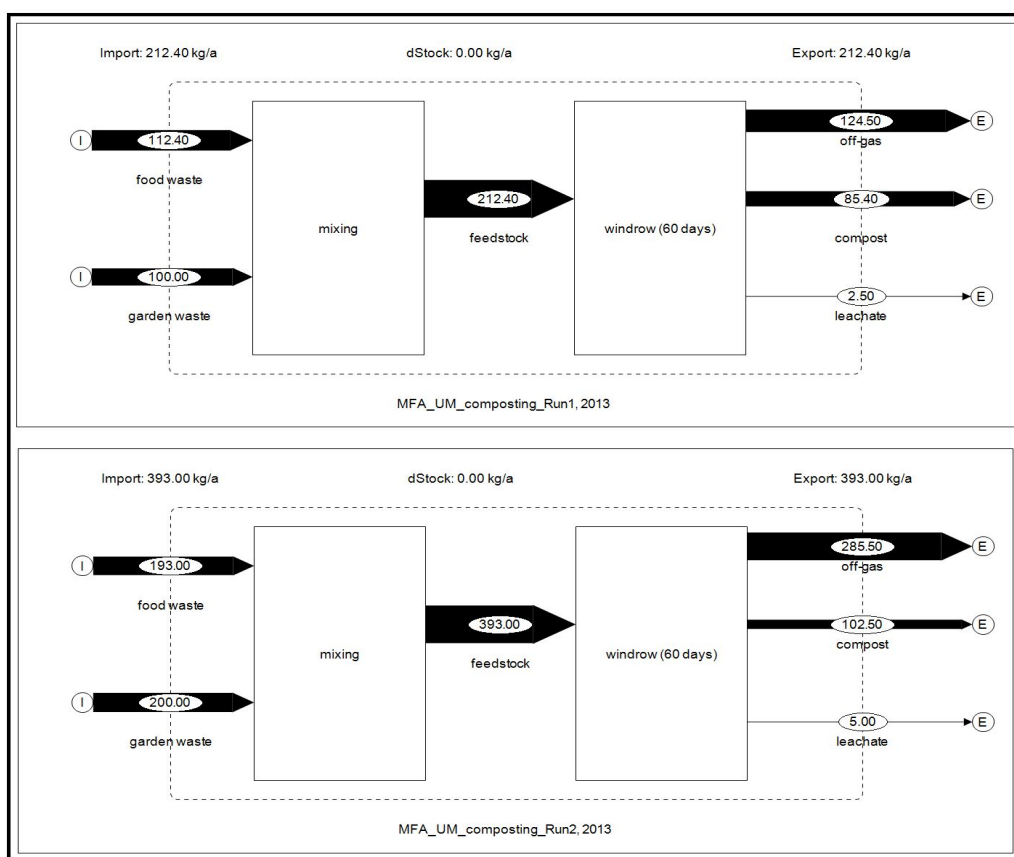 Import: 212.40 kg/a dStock: 0.00 kg/a Export: 212.40 kg/a
I 112.40 124.50 E
food waste off-gas
212.40 85.40 E
mixing feedstock windrow (60 days) compost
I 100.00 2.50 E
garden waste leachate
MFA_UM_composting_Run1, 2013
Import: 393.00 kg/a dStock: 0.00 kg/a Export: 393.00 kg/a
I 193.00 285.50 E
food waste off-gas
393.00 102.50 E
mixing feedstock windrow (60 days) compost
I 200.00 5.00 E
garden waste leachate
MFA_UM_composting_Run2, 2013